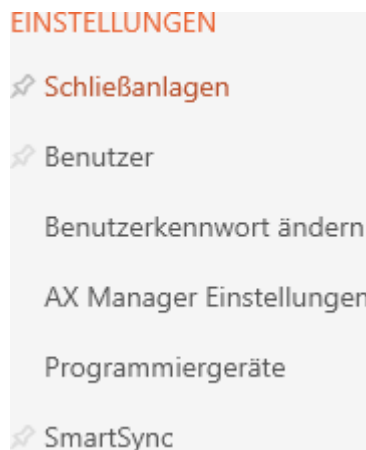 EINSTELLUNGEN
Schließanlagen
Benutzer
Benutzerkennwort ändern
AX Manager Einstellungen
Programmiergeräte
SmartSync